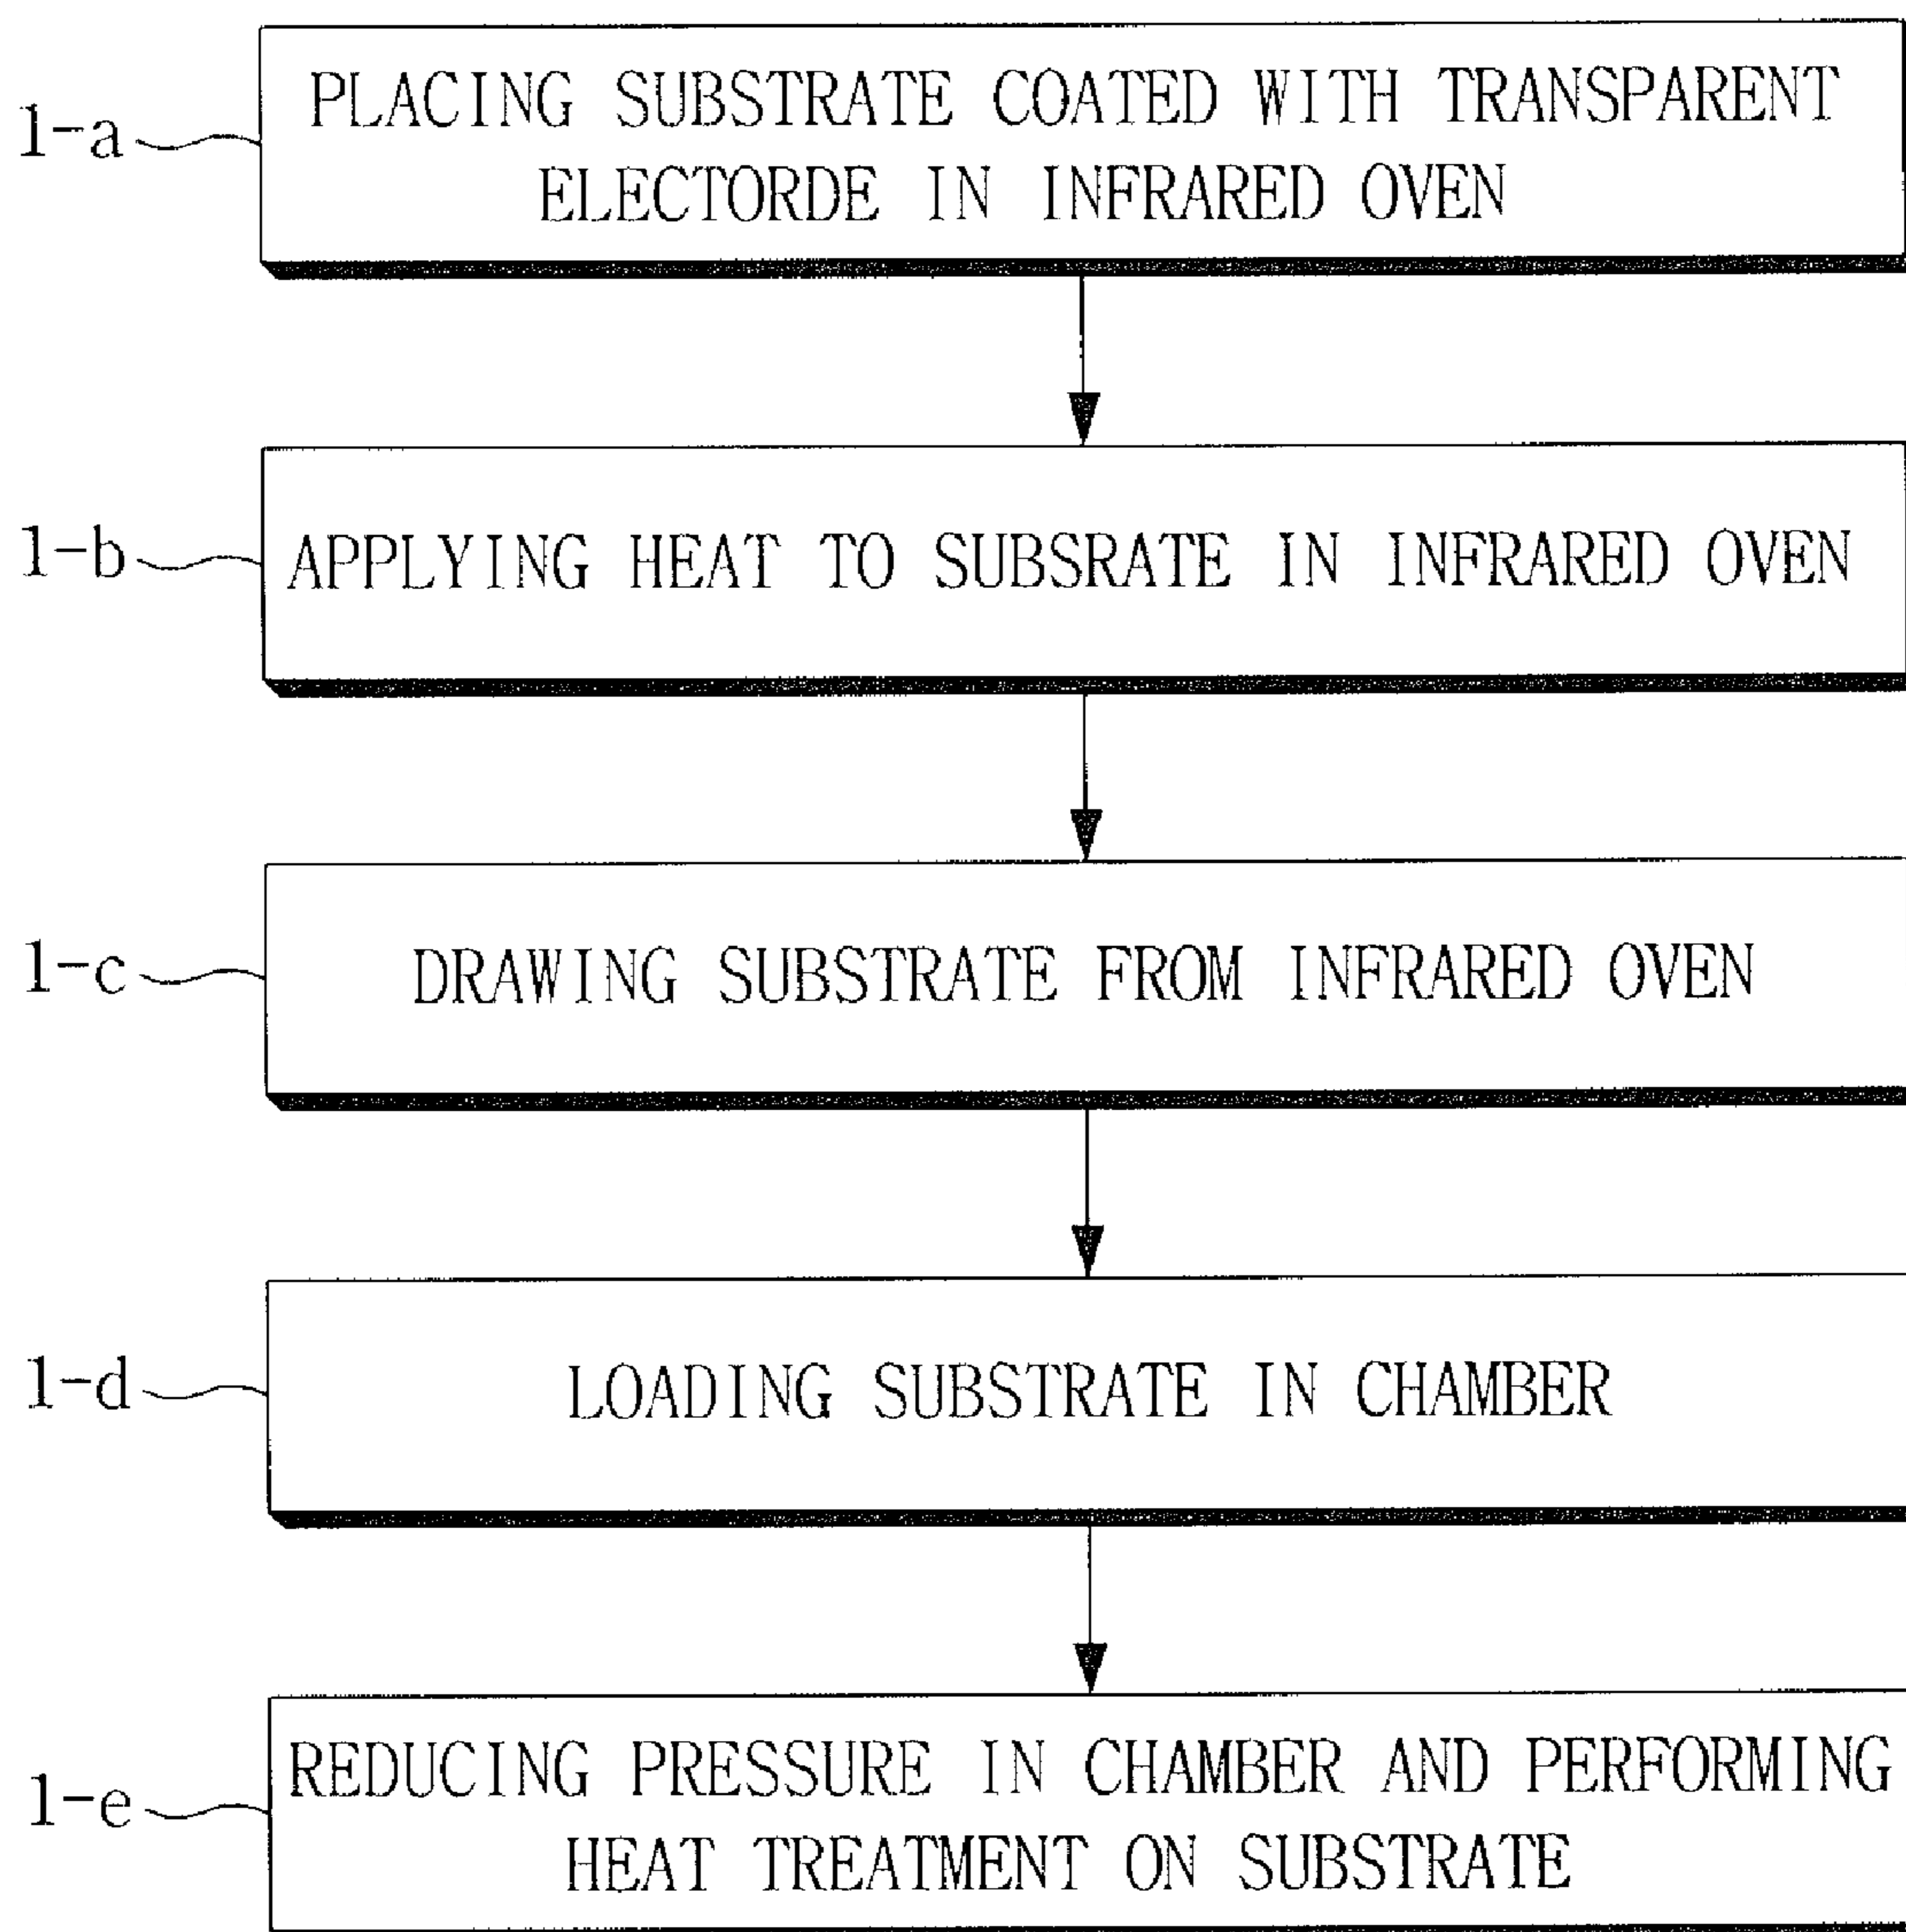 1-a
PLACING SUBSTRATE COATED WITH TRANSPARENT
ELECTORDE IN INFRARED OVEN
1-b
APPLYING HEAT TO SUBSRATE IN INFRARED OVEN
1-c
DRAWING SUBSTRATE FROM INFRARED OVEN
1-d
LOADING SUBSTRATE IN CHAMBER
1-e
REDUCING PRESSURE IN CHAMBER AND PERFORMING
HEAT TREATMENT ON SUBSTRATE